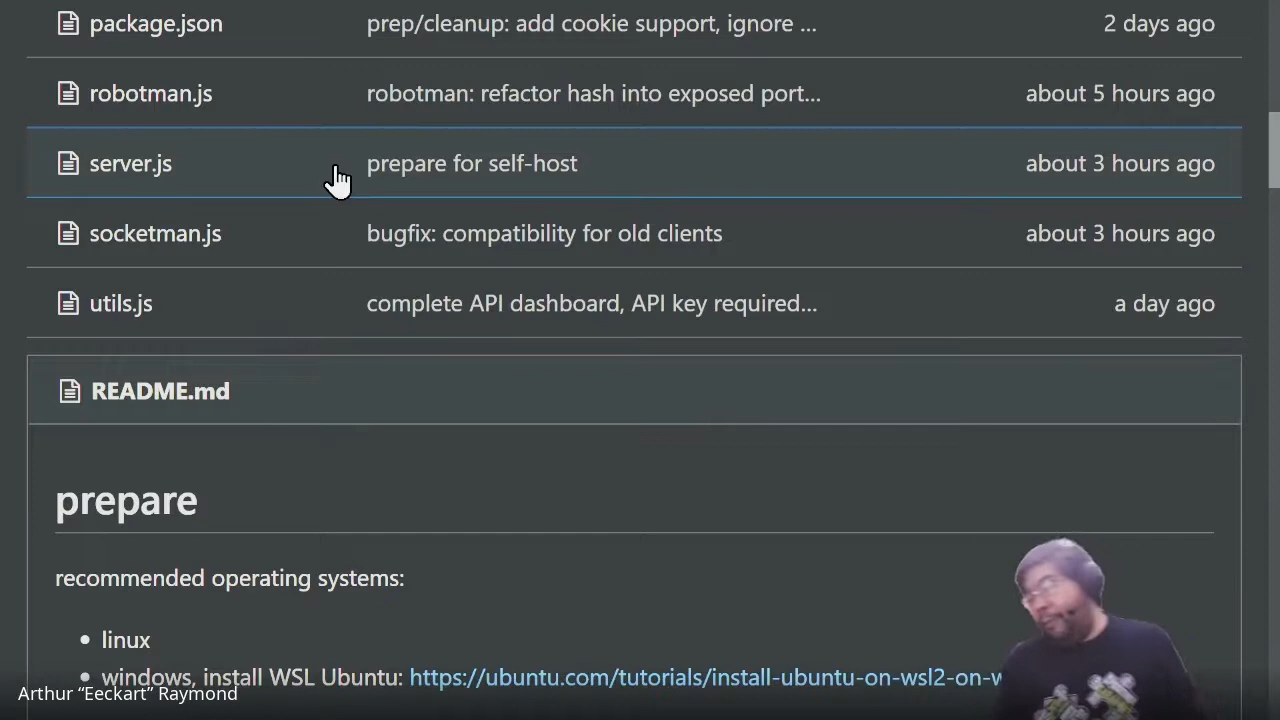 package.json prep/cleanup: add cookie support, ignore ... 2 days ago
robotman.js robotman: refactor hash into exposed port... about 5 hours ago
server.js prepare for self-host about 3 hours ago
socketman.js bugfix: compatibility for old clients about 3 hours ago
utils.js complete API dashboard, API key required... a day ago
README.md
prepare
recommended operating systems:
• linux
• windows, install WSL Ubuntu: https://ubuntu.com/tutorials/install-ubuntu-on-wsl2-on-w
Arthur “Eeckart” Raymond